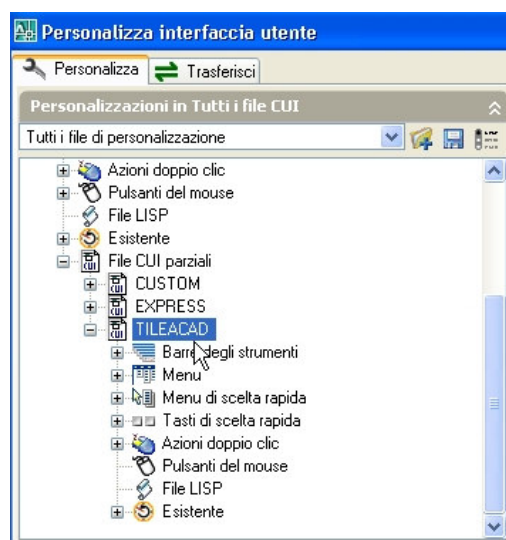 Personalizza interfaccia utente
Personalizza Trasferisci
Personalizzazioni in Tutti i file CUI
Tutti i file di personalizzazione
Azioni doppio clic
Pulsanti del mouse
File LISP
Esistente
File CUI parziali
CUSTOM
EXPRESS
TILEACAD
Barre degli strumenti
Menu
Menu di scelta rapida
Tasti di scelta rapida
Azioni doppio clic
Pulsanti del mouse
File LISP
Esistente